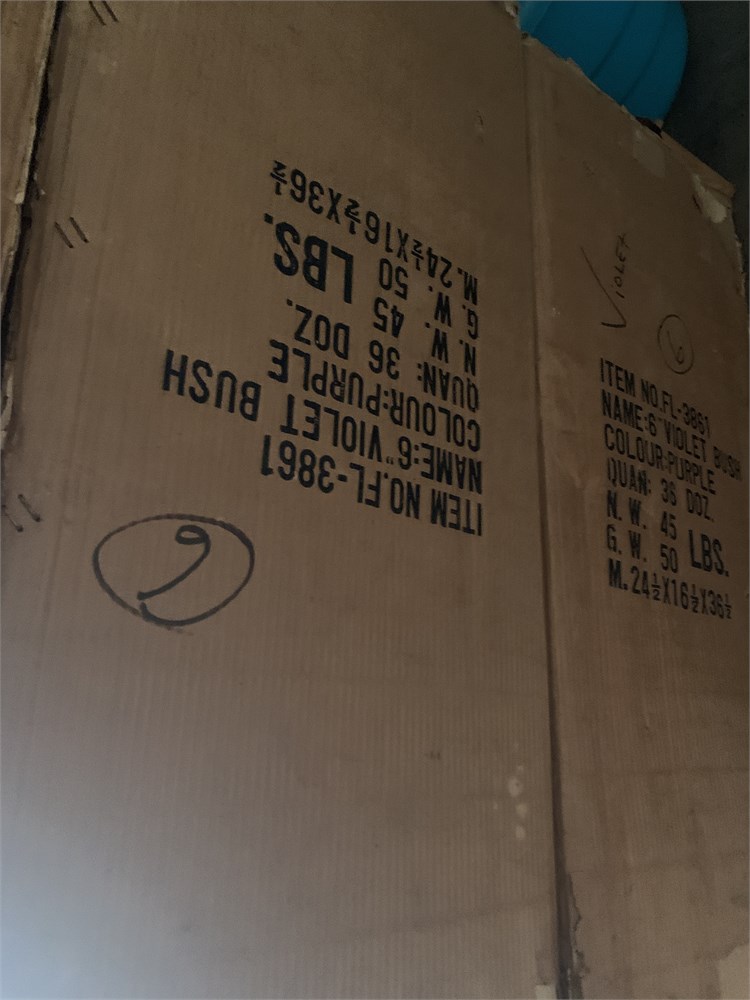 ITEM NO.FL-3861
NAME:6"VIOLET BUSH
COLOUR:PURPLE
QUAN: 36 DOZ.
N. W. 45
G. W. 50 LBS.
M. 24½X16½X36½
6
VIOLET
6
ITEM NO.FL-3861
NAME:6"VIOLET BUSH
COLOUR:PURPLE
QUAN: 36 DOZ.
N. W. 45
G. W. 50 LBS.
M. 24½X16½X36½